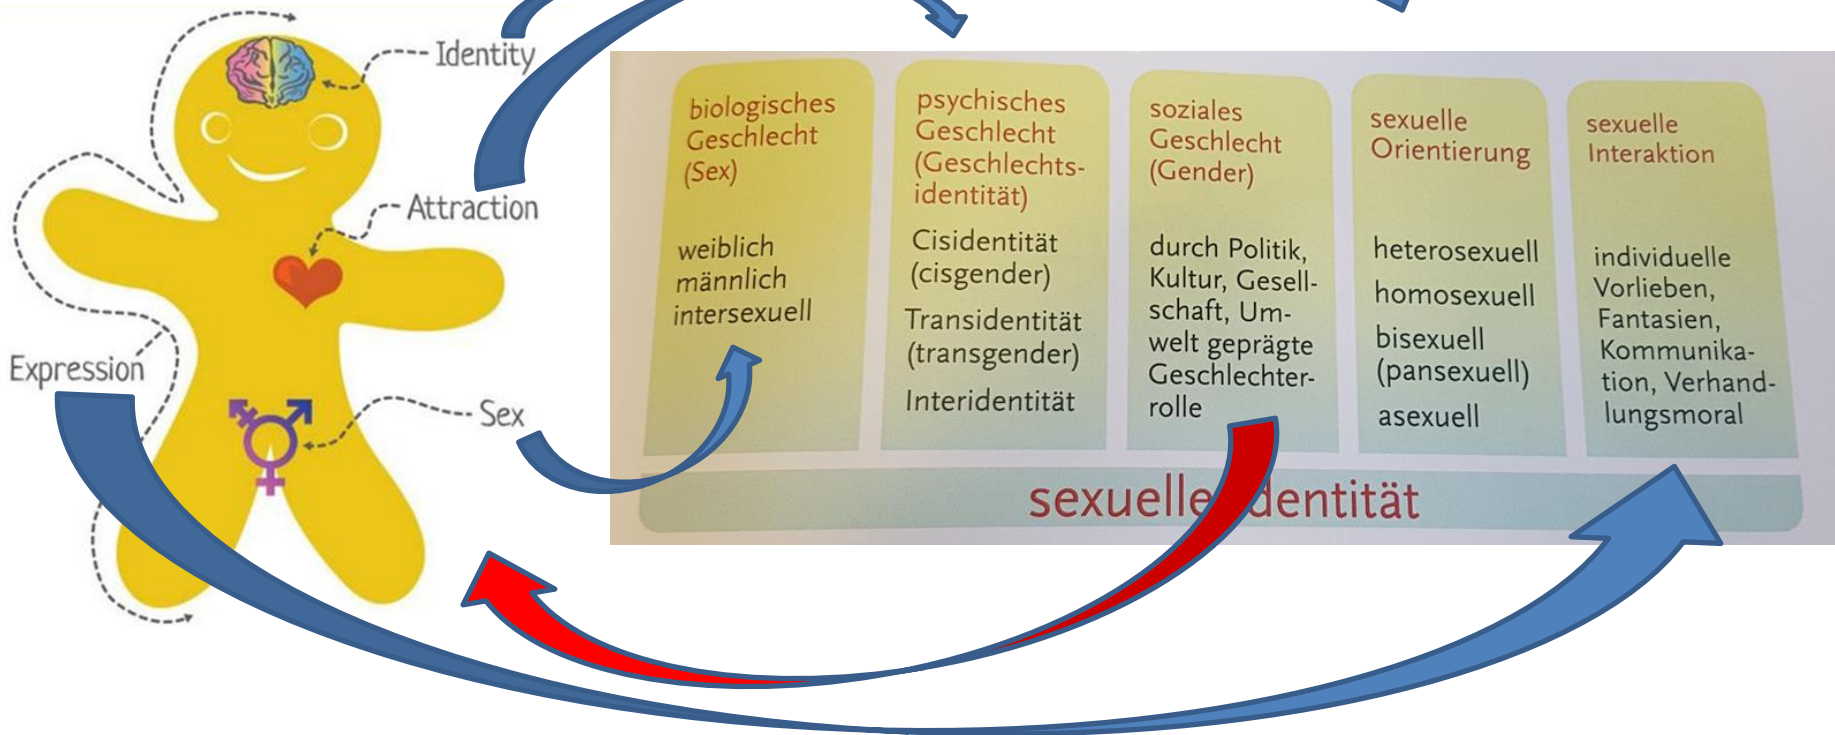 Identity
Attraction
Expression
Sex
biologisches
Geschlecht
(Sex)
weiblich
männlich
intersexuell
psychisches
Geschlecht
(Geschlechts-
identität)
Cisidentität
(cisgender)
Transidentität
(transgender)
Interidentität
soziales
Geschlecht
(Gender)
durch Politik,
Kultur, Gesell-
schaft, Um-
welt geprägte
Geschlechter-
rolle
sexuelle
Orientierung
heterosexuell
homosexuell
bisexuell
(pansexuell)
asexuell
sexuelle
Interaktion
individuelle
Vorlieben,
Fantasien,
Kommunika-
tion, Verhand-
lungsmoral
sexuelle Identität